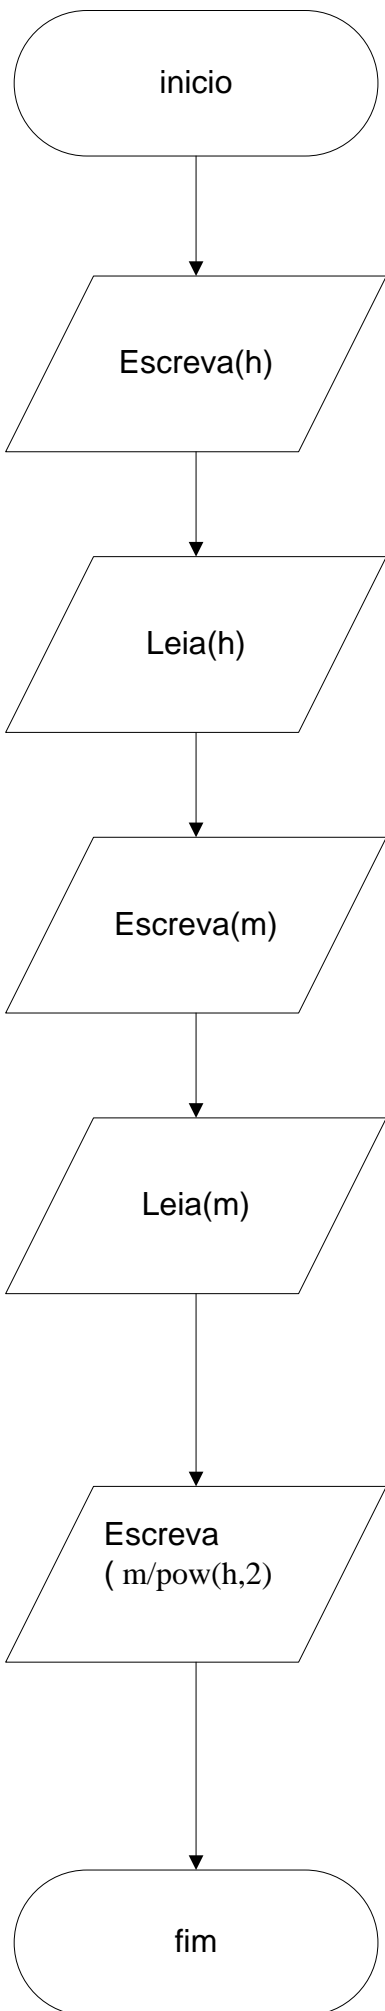 inicio
Escreva(h)
Leia(h)
Escreva(m)
Leia(m)
Escreva
( m/pow(h,2)
fim